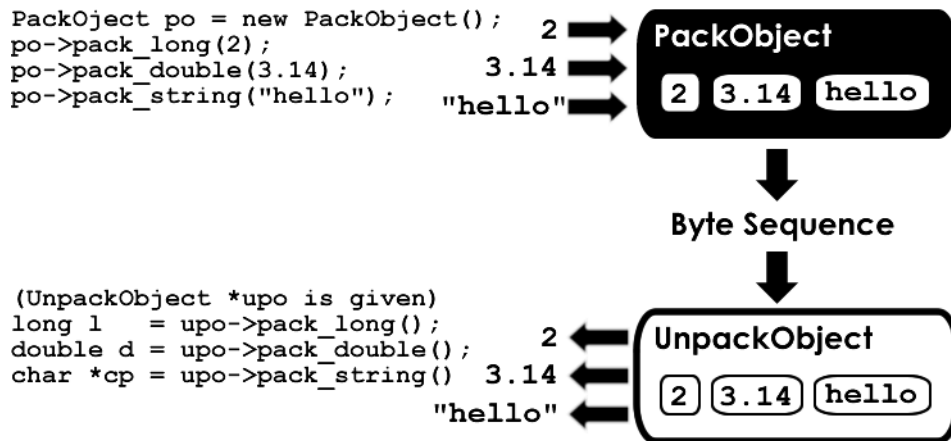 PackOject po = new PackObject();
po->pack_long(2);
po->pack_double(3.14);
po->pack_string("hello");
2
3.14
"hello"
PackObject
2 3.14 hello
Byte Sequence
(UnpackObject *upo is given)
long l   = upo->pack_long();
double d = upo->pack_double();
char *cp = upo->pack_string()
2
3.14
"hello"
UnpackObject
2 3.14 hello